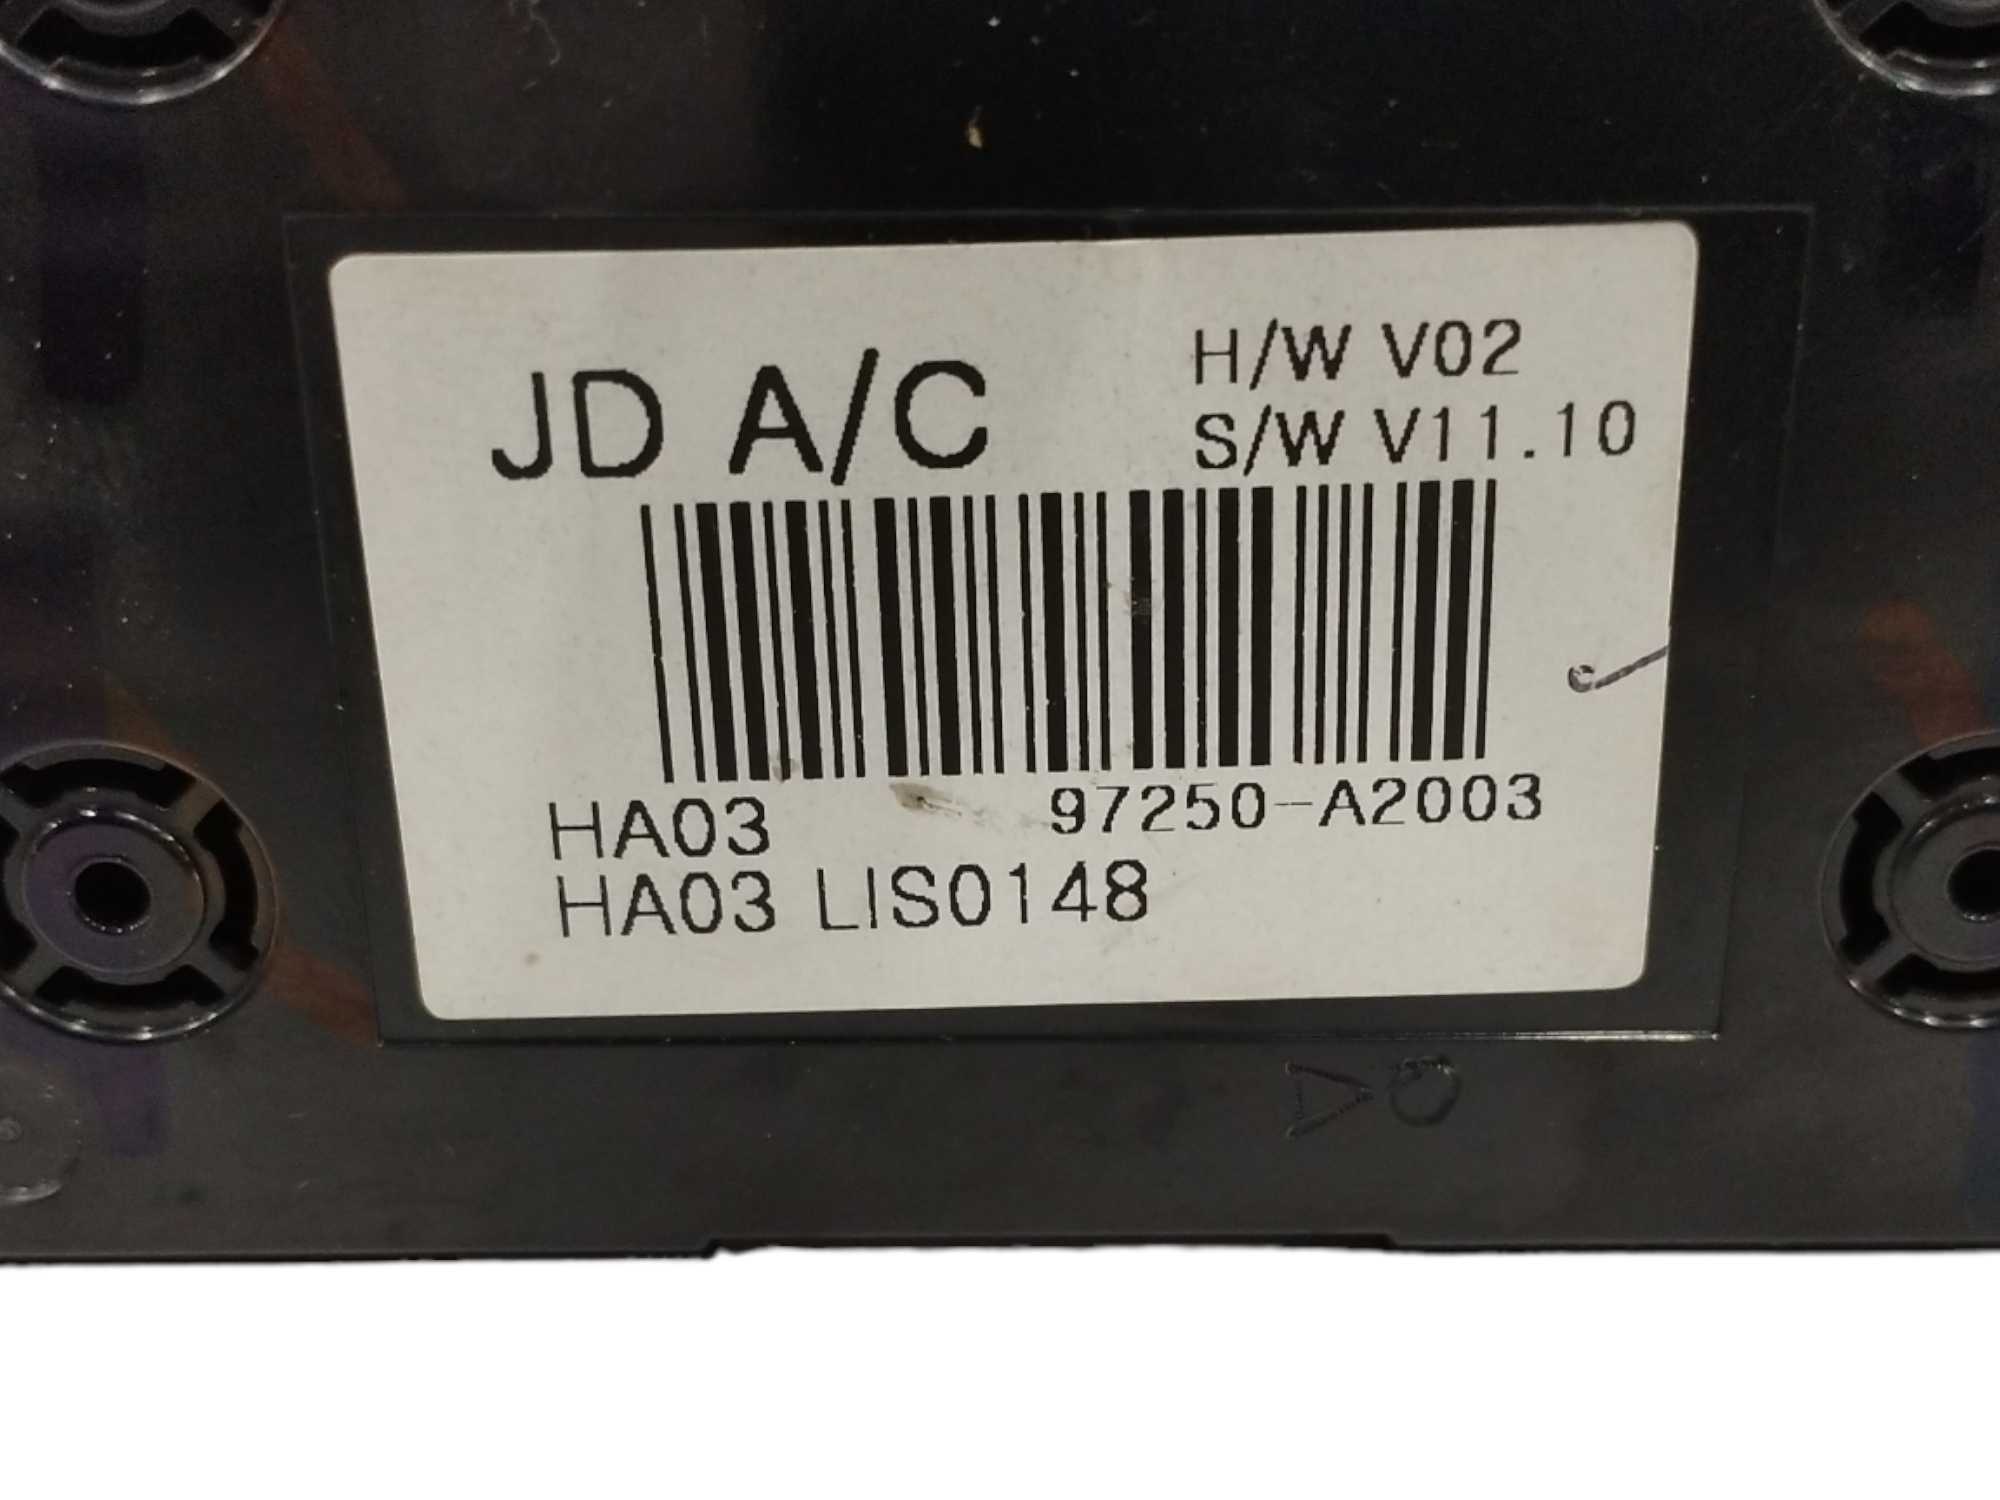 JD A/C
H/W V02
S/W V11.10
HA03 97250-A2003
HA03 LIS0148